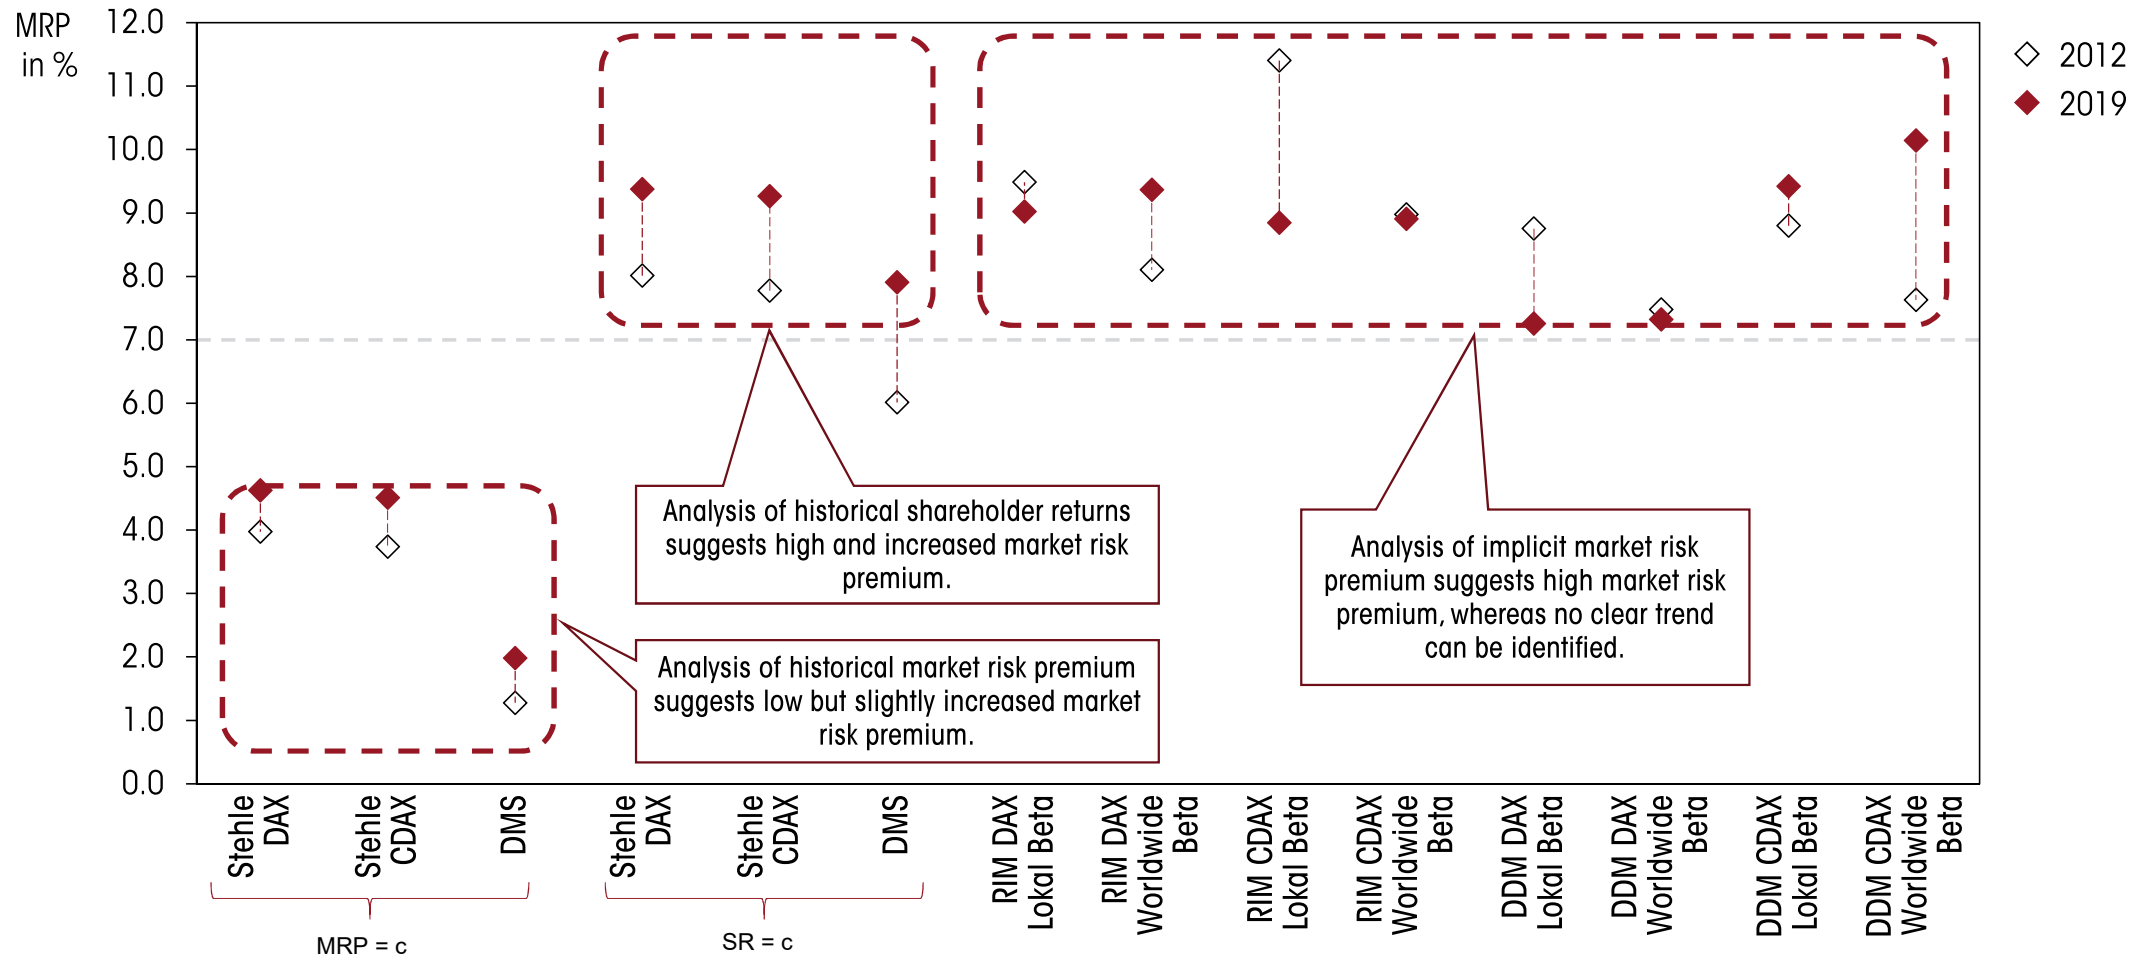 MRP
in %
12.0
11.0
10.0
9.0
8.0
7.0
6.0
5.0
4.0
3.0
2.0
1.0
0.0
2012
2019
Analysis of historical shareholder returns
suggests high and increased market risk
premium.
Analysis of historical market risk premium
suggests low but slightly increased market
risk premium.
Analysis of implicit market risk
premium suggests high market risk
premium, whereas no clear trend
can be identified.
Stehle
DAX
Stehle
CDAX
DMS
Stehle
DAX
Stehle
CDAX
DMS
RIM DAX
Lokal Beta
RIM DAX
Worldwide
Beta
RIM CDAX
Lokal Beta
RIM CDAX
Worldwide
Beta
DDM DAX
Lokal Beta
DDM DAX
Worldwide
Beta
DDM CDAX
Lokal Beta
DDM CDAX
Worldwide
Beta
MRP = c
SR = c